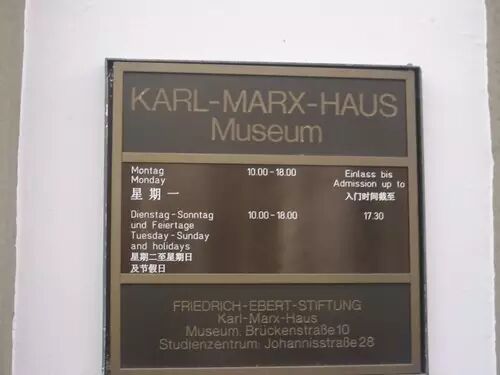 KARL-MARX-HAUS
Museum
Montag 10.00-18.00 Einlass bis
Monday Admission up to
星期一 入门时间截至
Dienstag-Sonntag 10.00-18.00 17.30
und Feiertage
Tuesday-Sunday
and holidays
星期二至星期日
及节假日
FRIEDRICH-EBERT-STIFTUNG
Karl-Marx-Haus
Museum: Brückenstraße 10
Studienzentrum: Johannisstraße 28